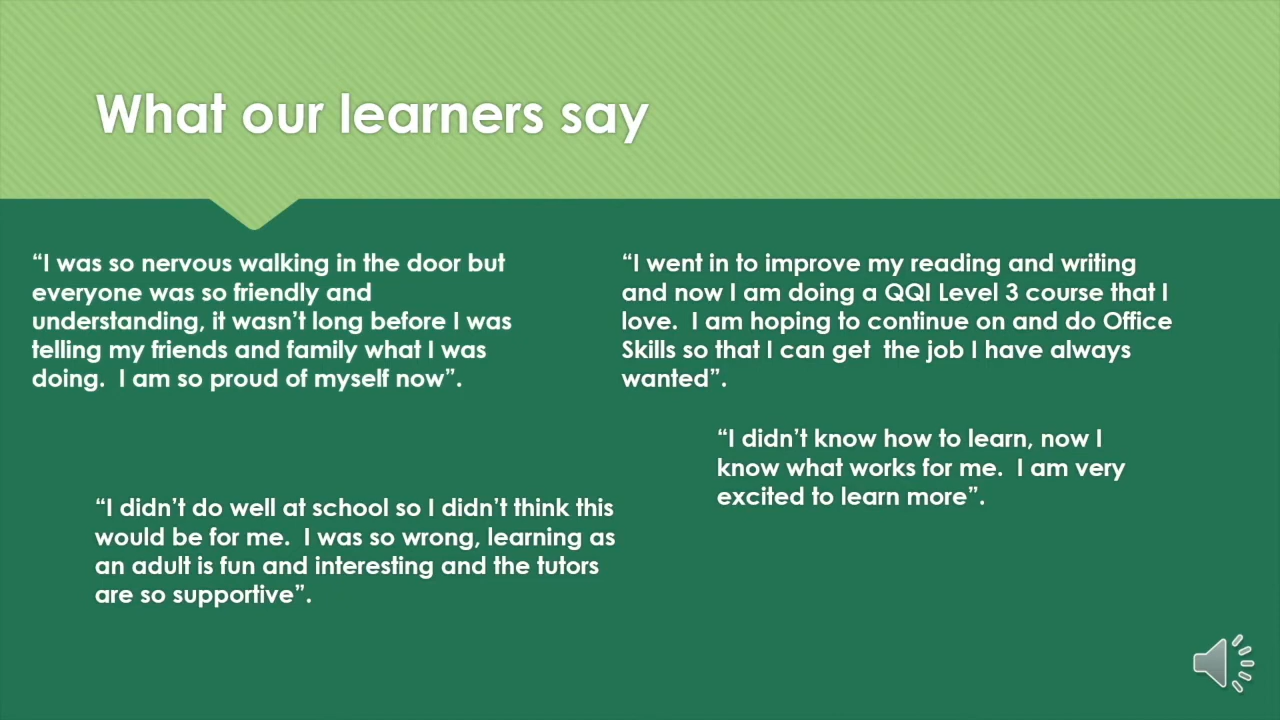 What our learners say
“I was so nervous walking in the door but
everyone was so friendly and
understanding, it wasn’t long before I was
telling my friends and family what I was
doing.  I am so proud of myself now”.
“I went in to improve my reading and writing
and now I am doing a QQI Level 3 course that I
love.  I am hoping to continue on and do Office
Skills so that I can get  the job I have always
wanted”.
“I didn’t know how to learn, now I
know what works for me.  I am very
excited to learn more”.
“I didn’t do well at school so I didn’t think this
would be for me.  I was so wrong, learning as
an adult is fun and interesting and the tutors
are so supportive”.